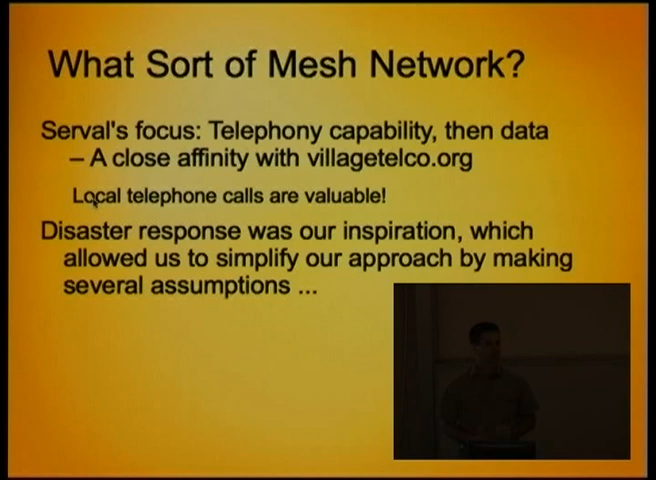 What Sort of Mesh Network?
Serval's focus: Telephony capability, then data
– A close affinity with villagetelco.org
Local telephone calls are valuable!
Disaster response was our inspiration, which
allowed us to simplify our approach by making
several assumptions ...